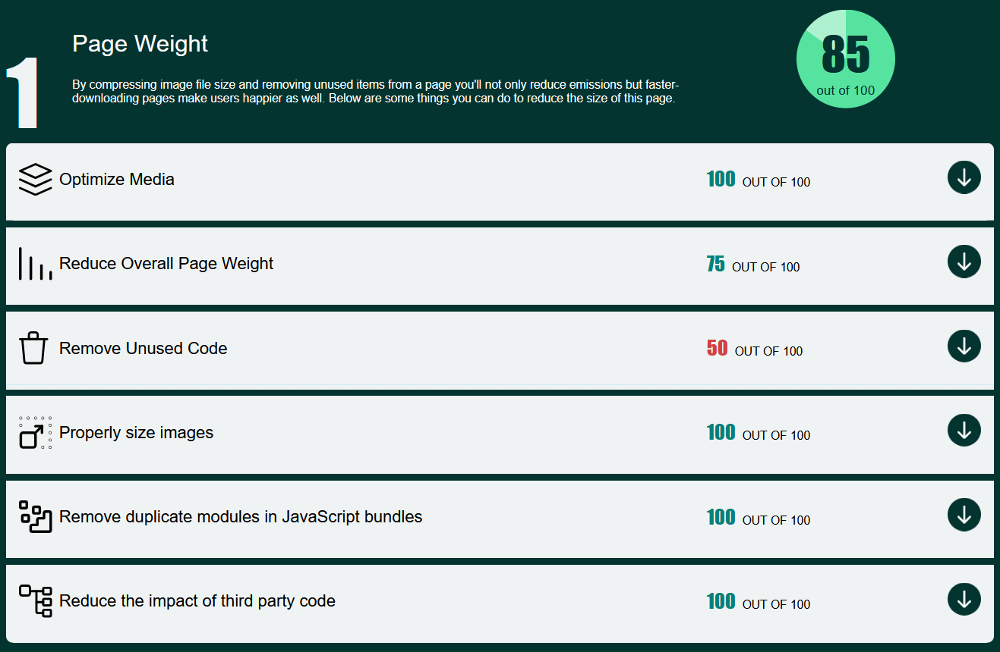 1
Page Weight
By compressing image file size and removing unused items from a page you'll not only reduce emissions but faster-
downloading pages make users happier as well. Below are some things you can do to reduce the size of this page.
85
out of 100
Optimize Media
100 OUT OF 100
Reduce Overall Page Weight
75 OUT OF 100
Remove Unused Code
50 OUT OF 100
Properly size images
100 OUT OF 100
Remove duplicate modules in JavaScript bundles
100 OUT OF 100
Reduce the impact of third party code
100 OUT OF 100